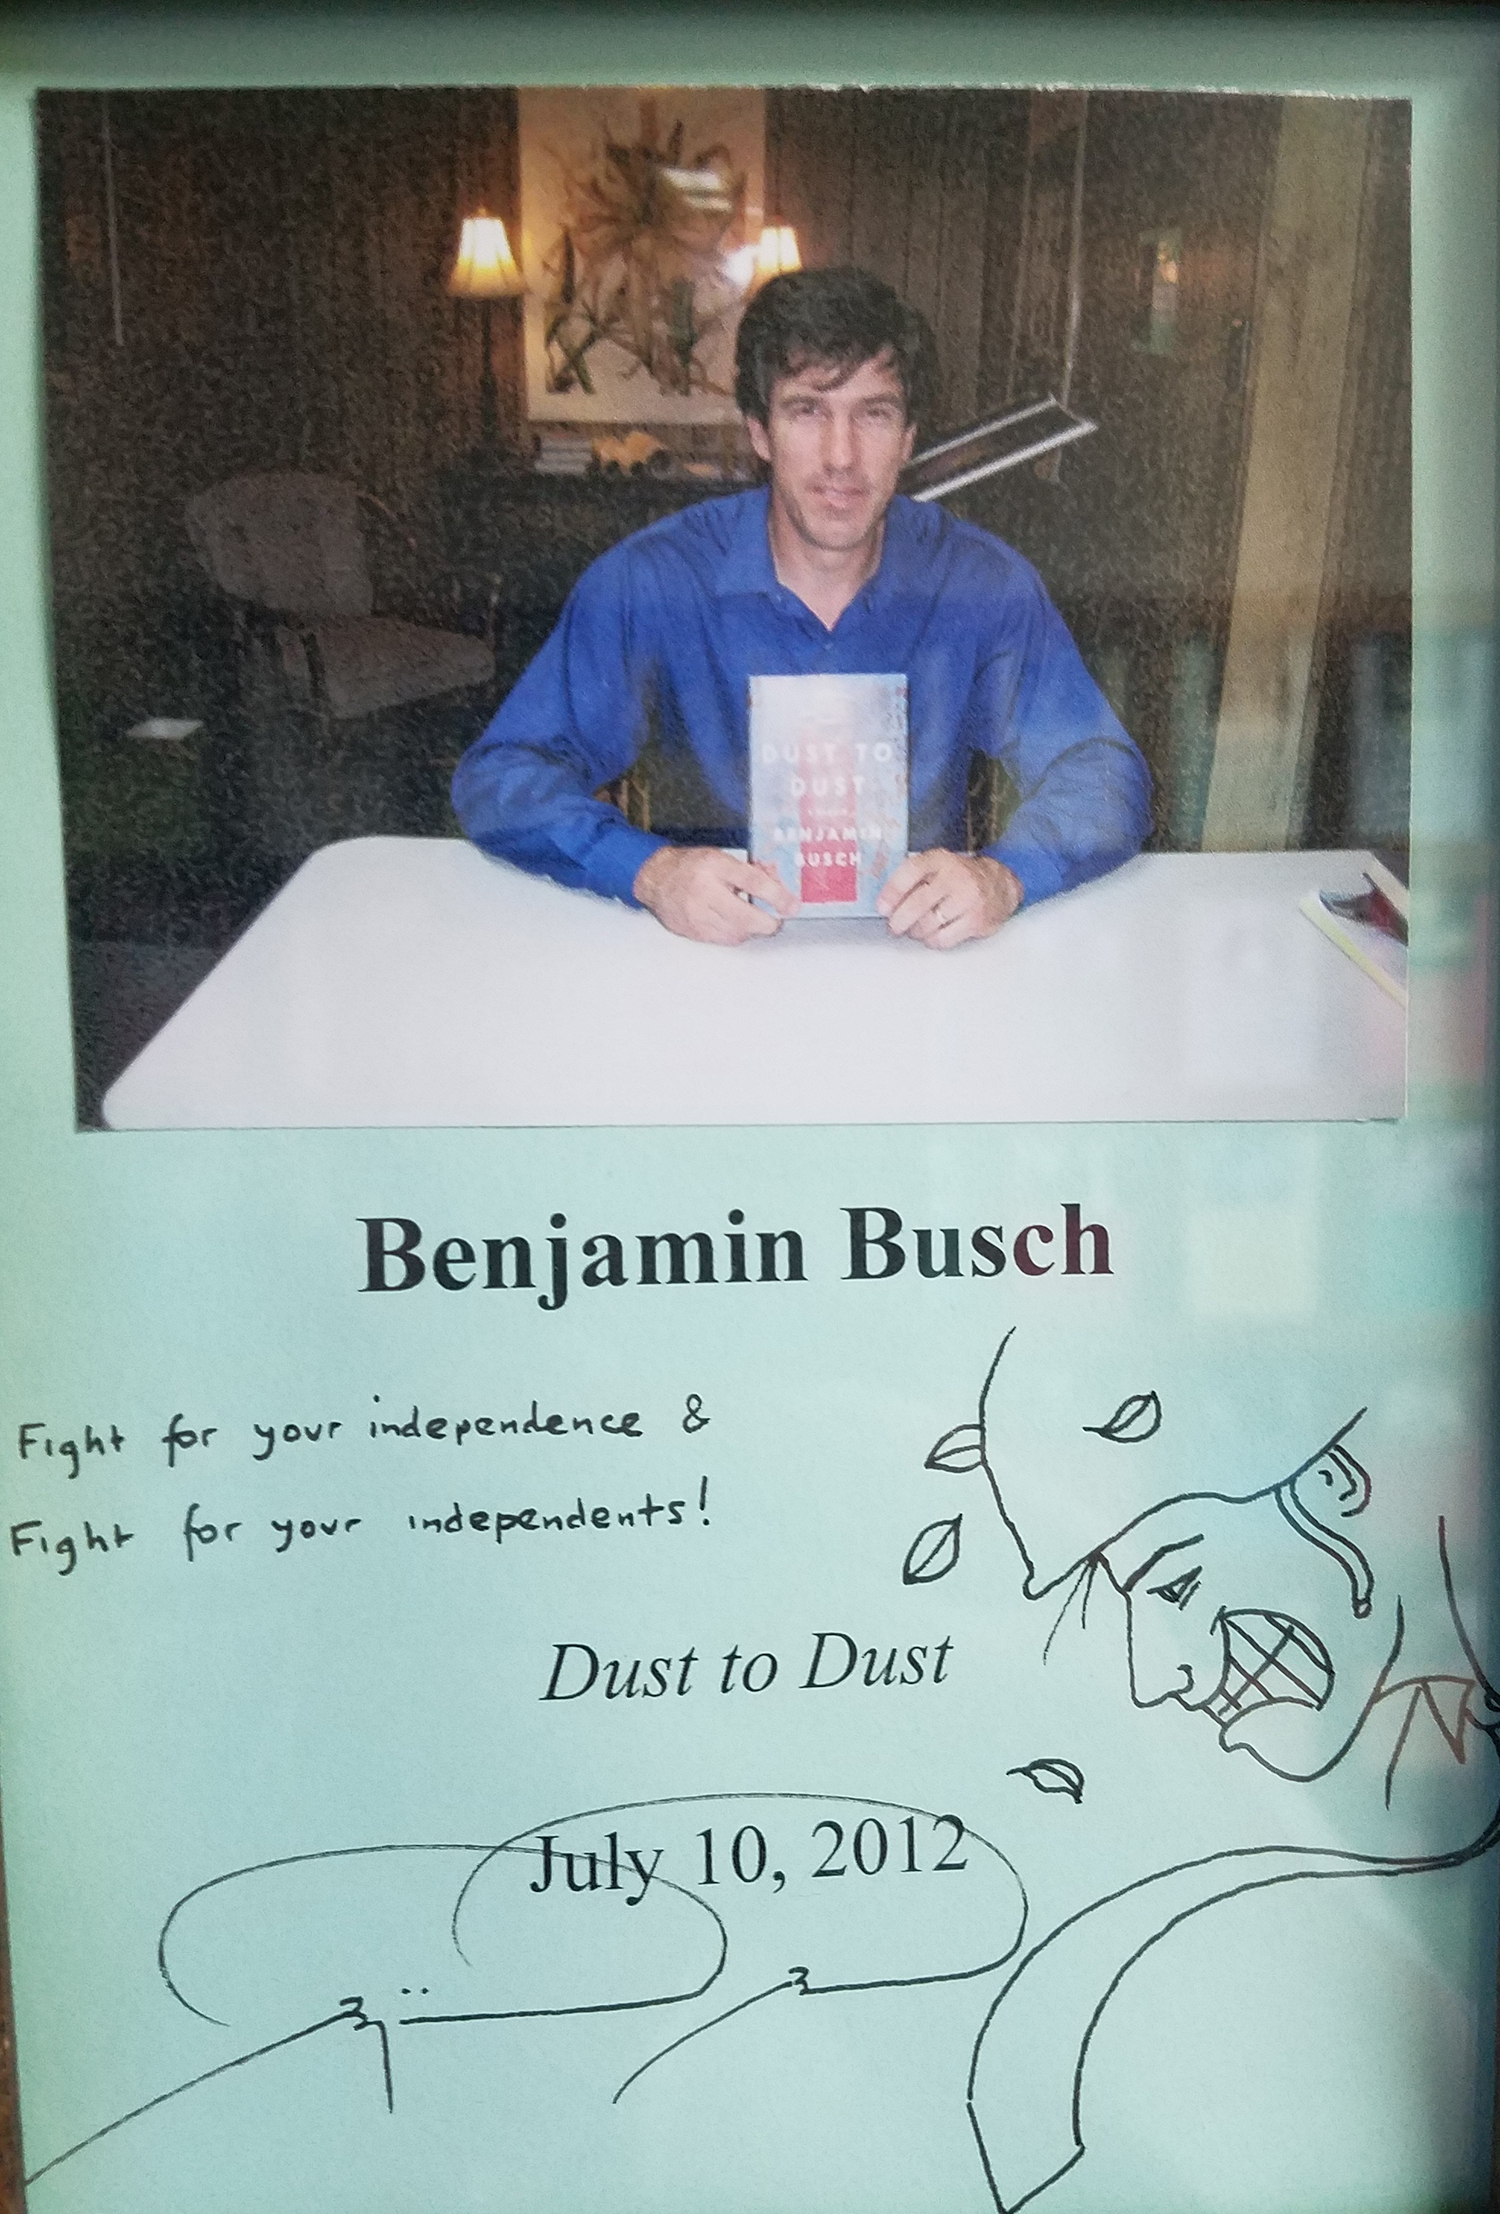 DUST TO
DUST
BENJAMIN
BUSCH
Benjamin Busch
Fight for your independence &
Fight for your independents!
Dust to Dust
July 10, 2012